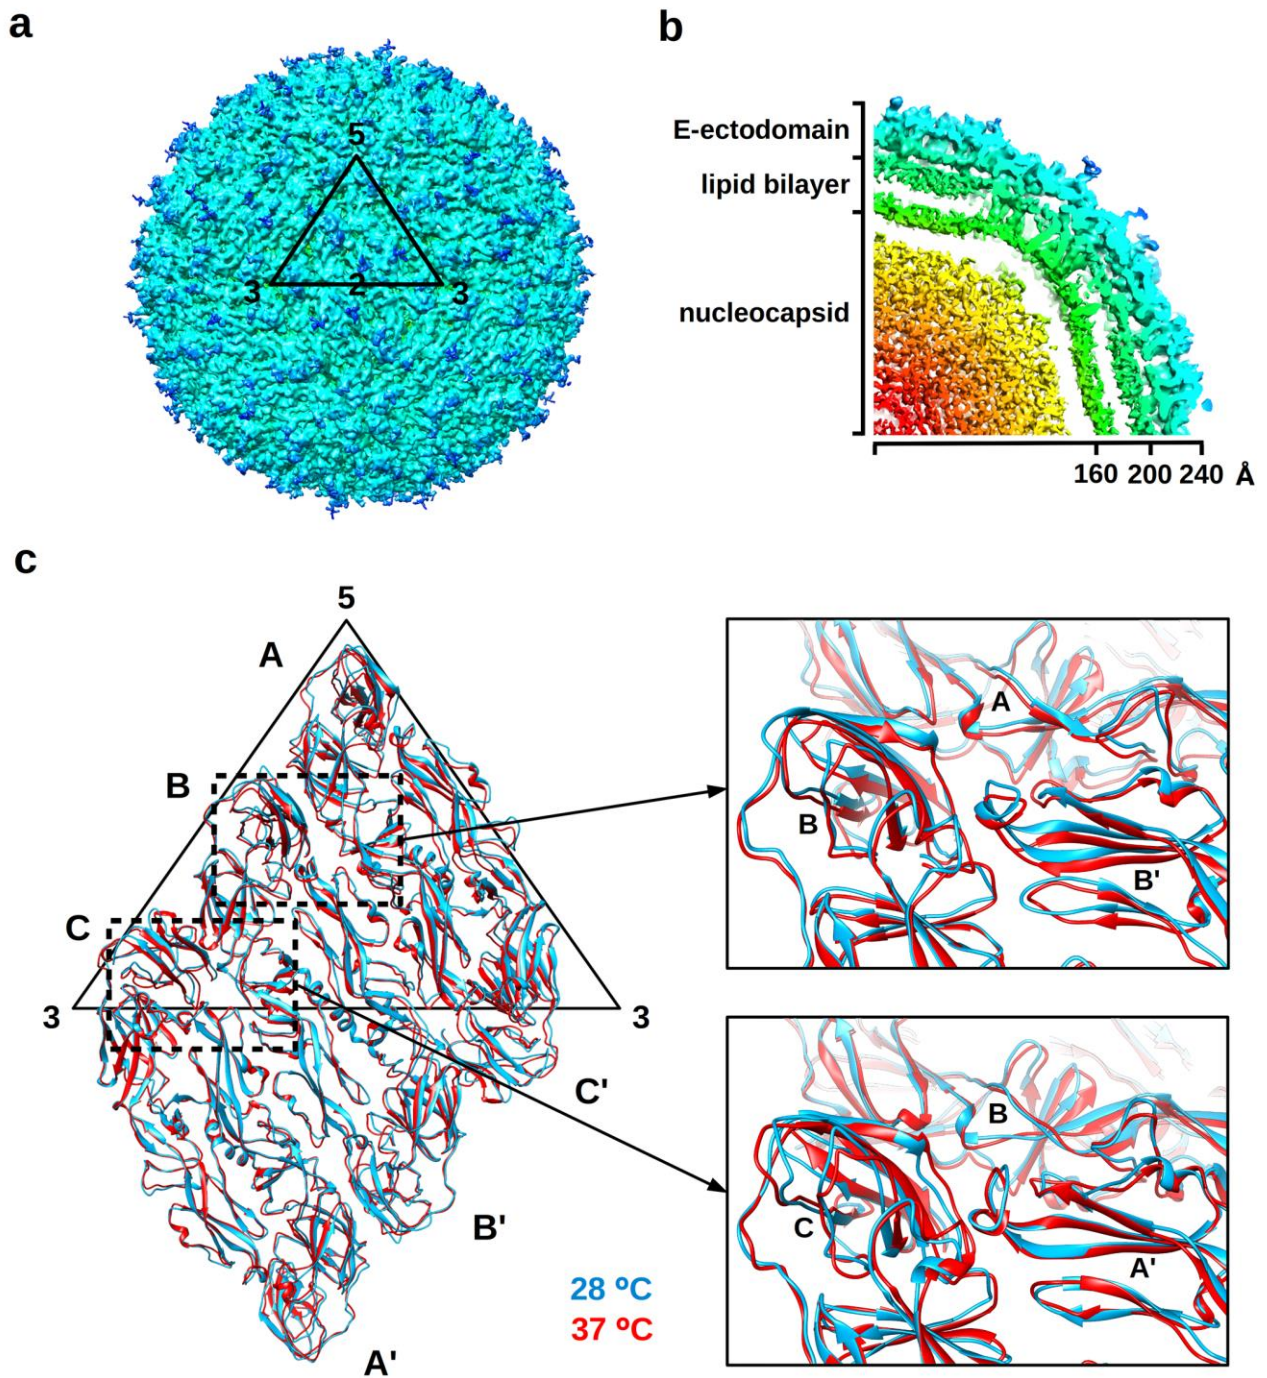 a
5
3 2 3
b
E-ectodomain
lipid bilayer
nucleocapsid
160 200 240 Å
c
5
A
B
C
3
3
C'
B'
A'
28 ºC
37 ºC
A
B
B'
B
C
A'